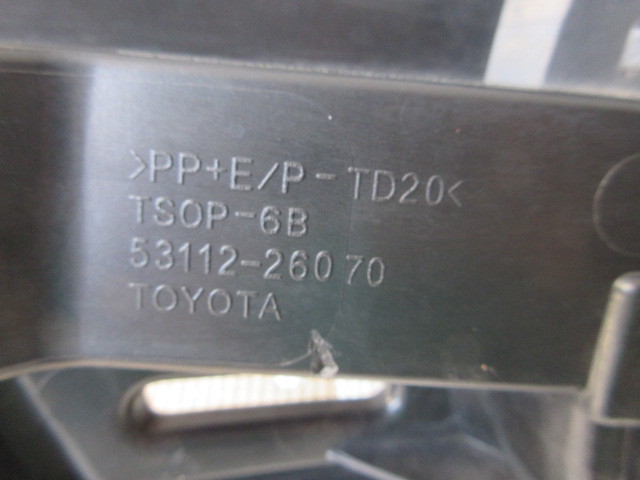 >PP+E/P-TD20<
TSOP-6B
53112-26070
TOYOTA